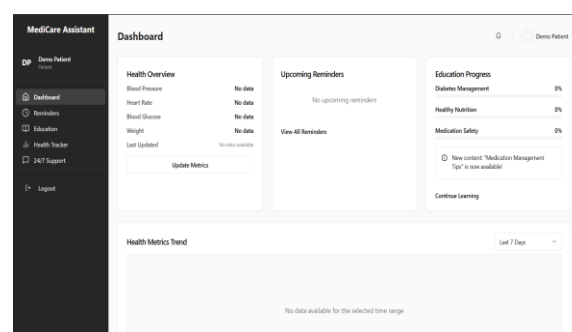 MediCare Assistant
DP
Demo Patient
Patient
Dashboard
Reminders
Education
Health Tracker
24/7 Support
Logout
Dashboard
Demo Patient
Health Overview
Blood Pressure No data
Heart Rate No data
Blood Glucose No data
Weight No data
Last Updated No data available
Update Metrics
Upcoming Reminders
No upcoming reminders
View All Reminders
Education Progress
Diabetes Management 0%
Healthy Nutrition 0%
Medication Safety 0%
New content: "Medication Management
Tips" is now available!
Continue Learning
Health Metrics Trend
Last 7 Days
No data available for the selected time range